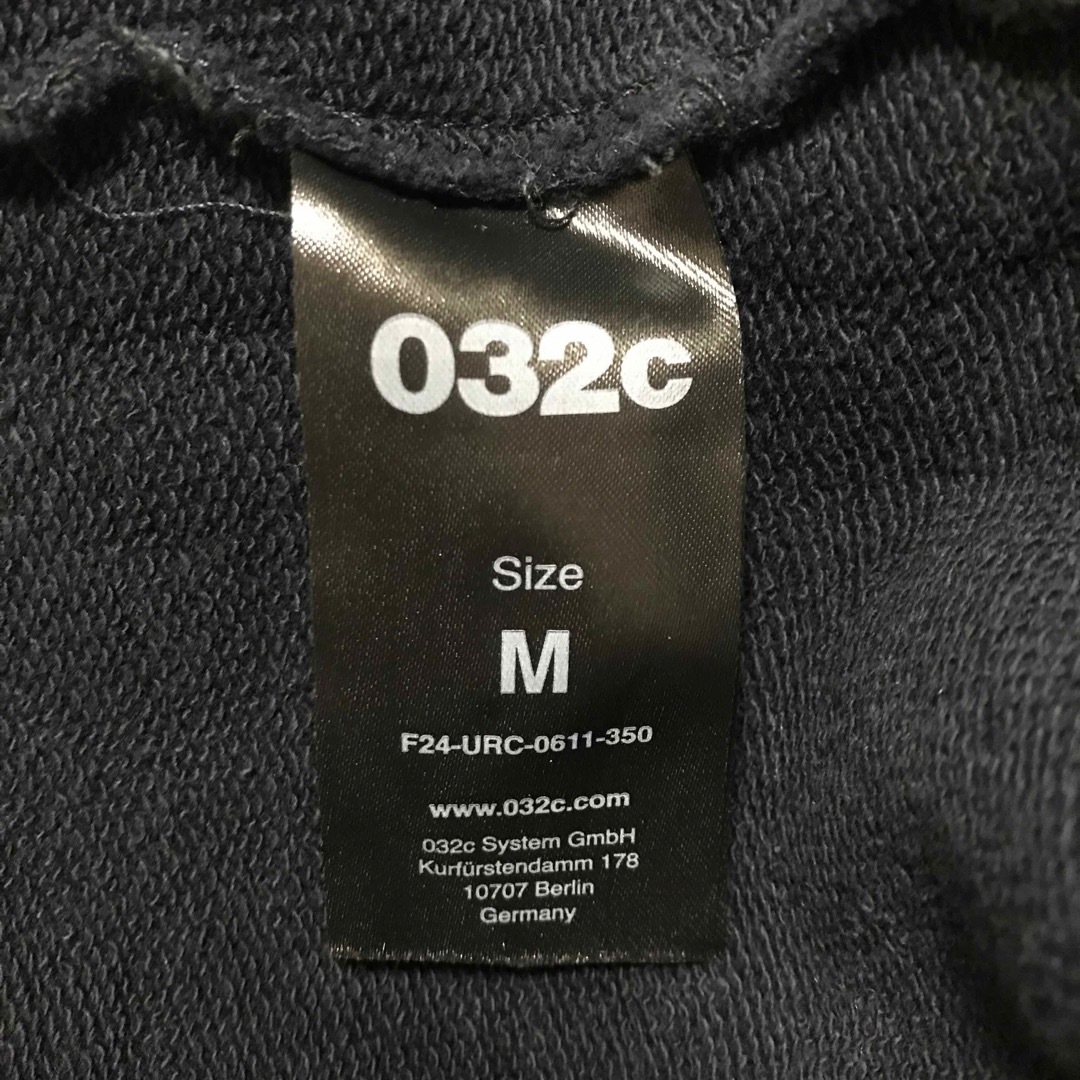 032c
Size
M
F24-URC-0611-350
www.032c.com
032c System GmbH
Kurfürstendamm 178
10707 Berlin
Germany